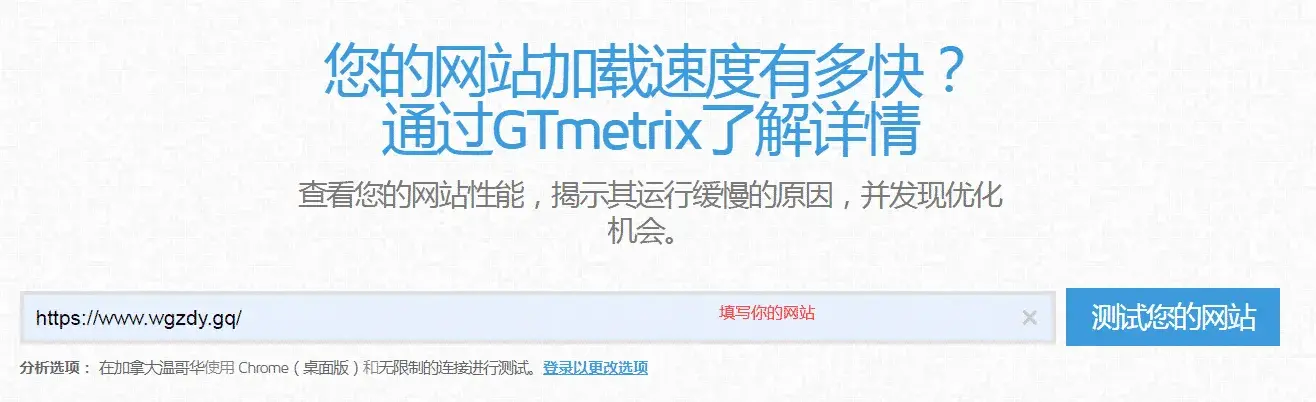 您的网站加载速度有多快？
通过GTmetrix了解详情
查看您的网站性能，揭示其运行缓慢的原因，并发现优化
机会。
https://www.wgzdy.gq/ 填写你的网站 × 测试您的网站
分析选项： 在加拿大温哥华使用 Chrome（桌面版）和无限制的连接进行测试。登录以更改选项